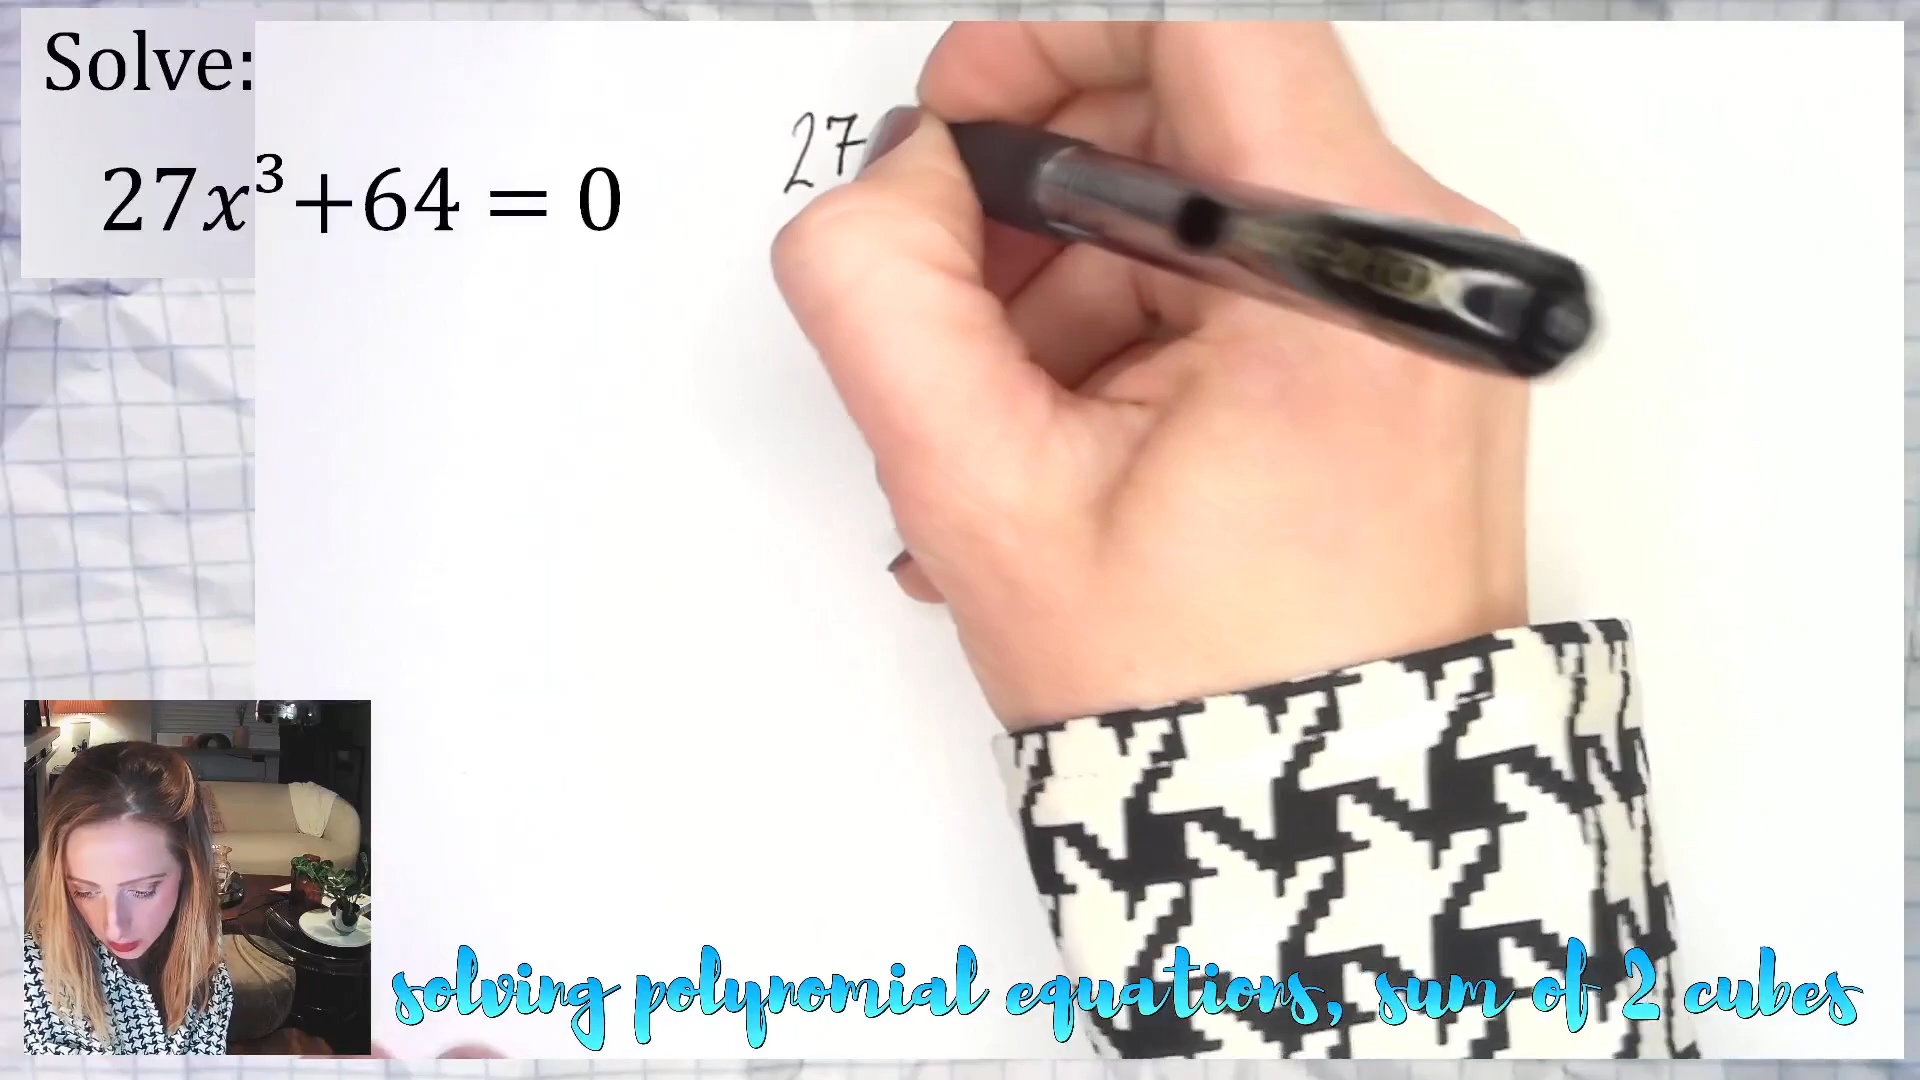 Solve:
27x³+64 = 0
27
solving polynomial equations, sum of 2 cubes